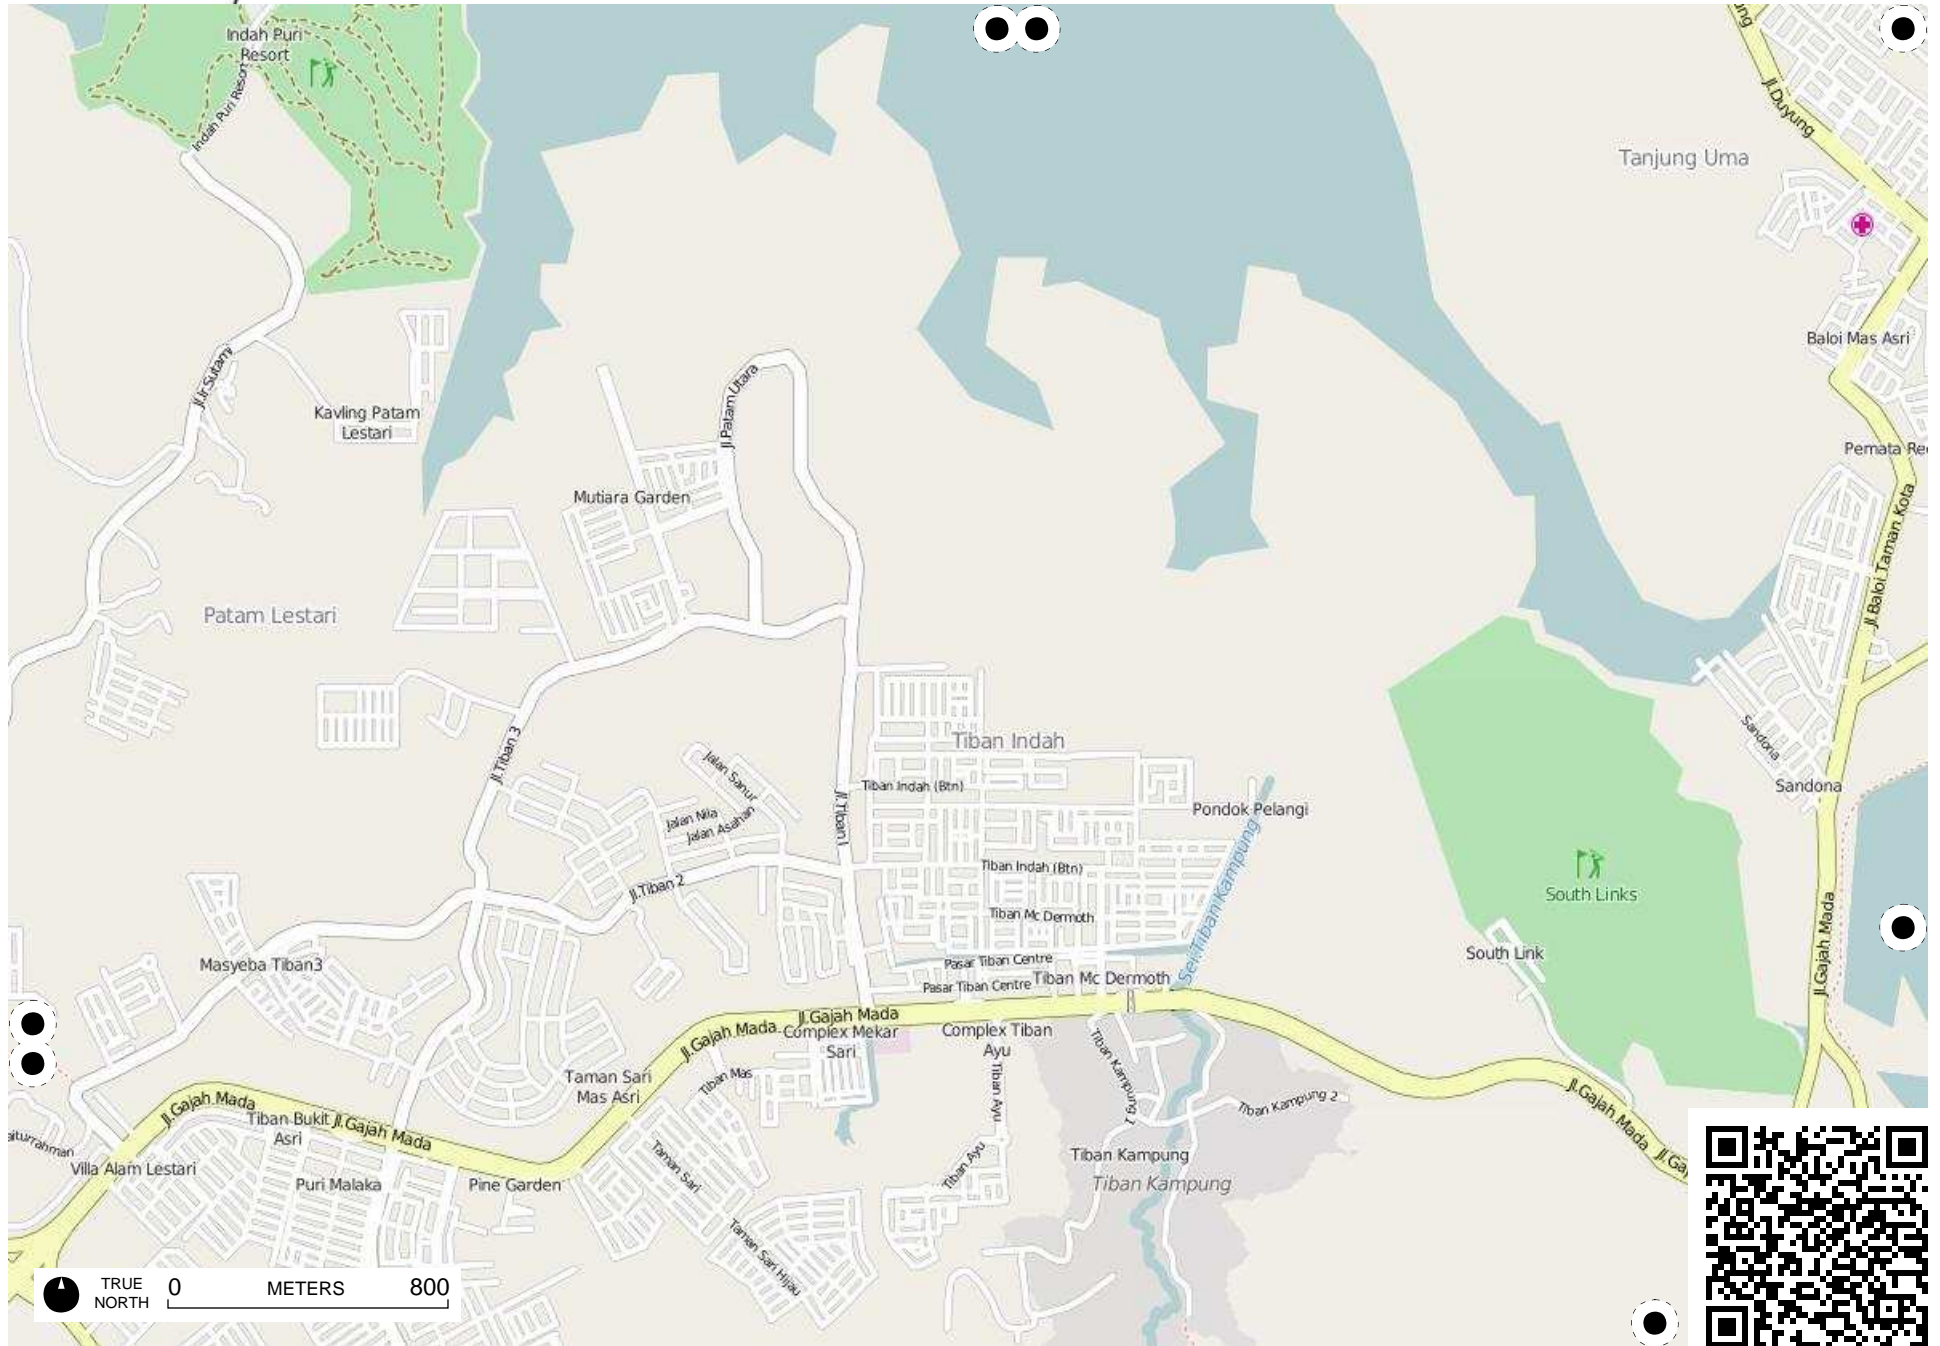 Indah Puri
Resort
Indah Puri Resort
Jl.Duyung
Tanjung Uma
Baloi Mas Asri
Jl.Ir.Sutami
Kavling Patam
Lestari
Jl.Patam Utara
Mutiara Garden
Jl.Baloi Taman Kota
Patam Lestari
Jl.Tiban 3
Tiban Indah
Jalan Sanur
Sandona
Tiban Indah (Btn)
Sandona
Jl.Tiban I
Jalan Nila
Jalan Asahan
Pondok Pelangi
Tiban Indah (Btn)
Jl.Tiban 2
South Links
Tiban Mc Dermoth
Sei.Tiban Kampung
Jl.Gajah Mada
Masyeba Tiban3
South Link
Pasar Tiban Centre
Tiban Mc Dermoth
Pasar Tiban Centre
Jl.Gajah Mada
Jl.Gajah Mada
Complex Mekar
Sari
Complex Tiban
Ayu
Tiban Kampung 1
Taman Sari
Mas Asri
Tiban Mas
Tiban Ayu
Tiban Kampung 2
Jl.Gajah Mada
Jl.Gajah Mada
Tiban Bukit
Asri
Jl.Gajah Mada
Villa Alam Lestari
Puri Malaka
Pine Garden
Taman Sari
Tiban Ayu
Tiban Kampung
Tiban Kampung
Taman Sari Hijau
TRUE
NORTH
0 METERS 800